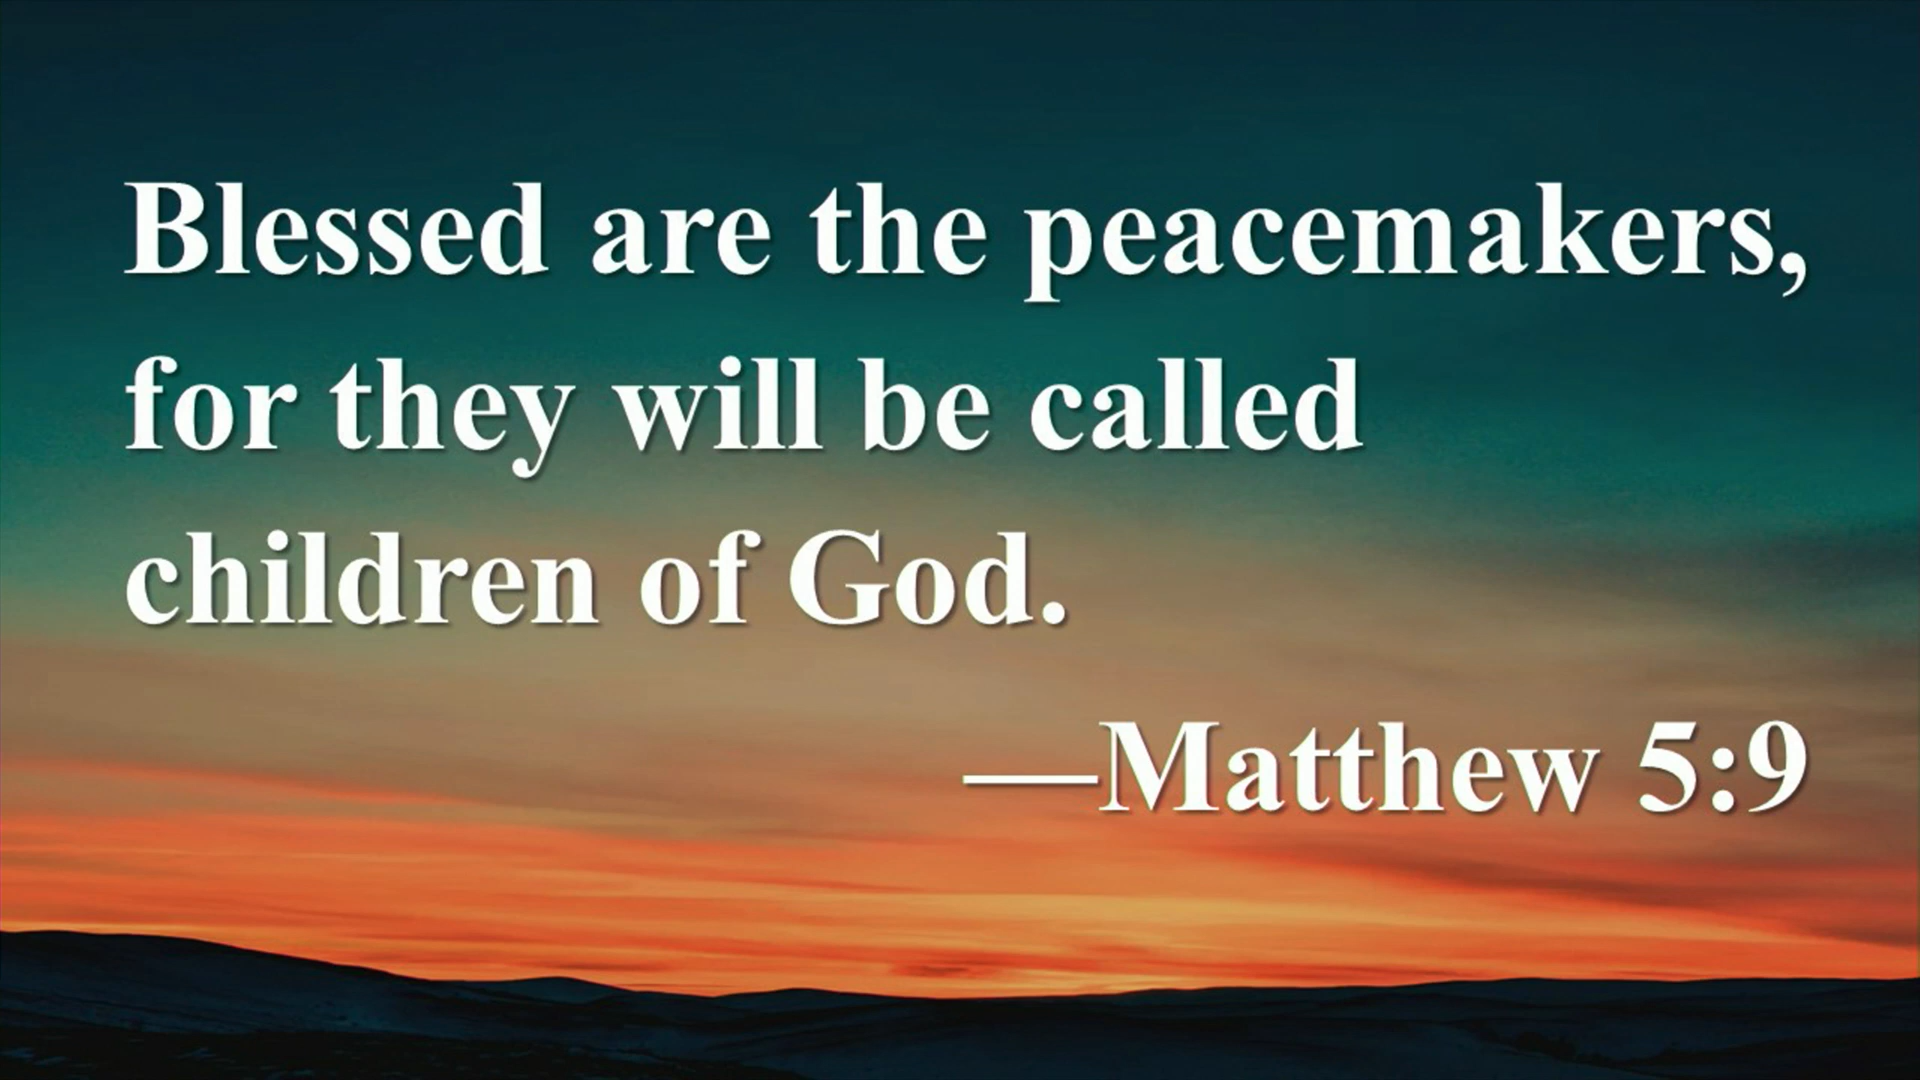 Blessed are the peacemakers,
for they will be called
children of God.
—Matthew 5:9